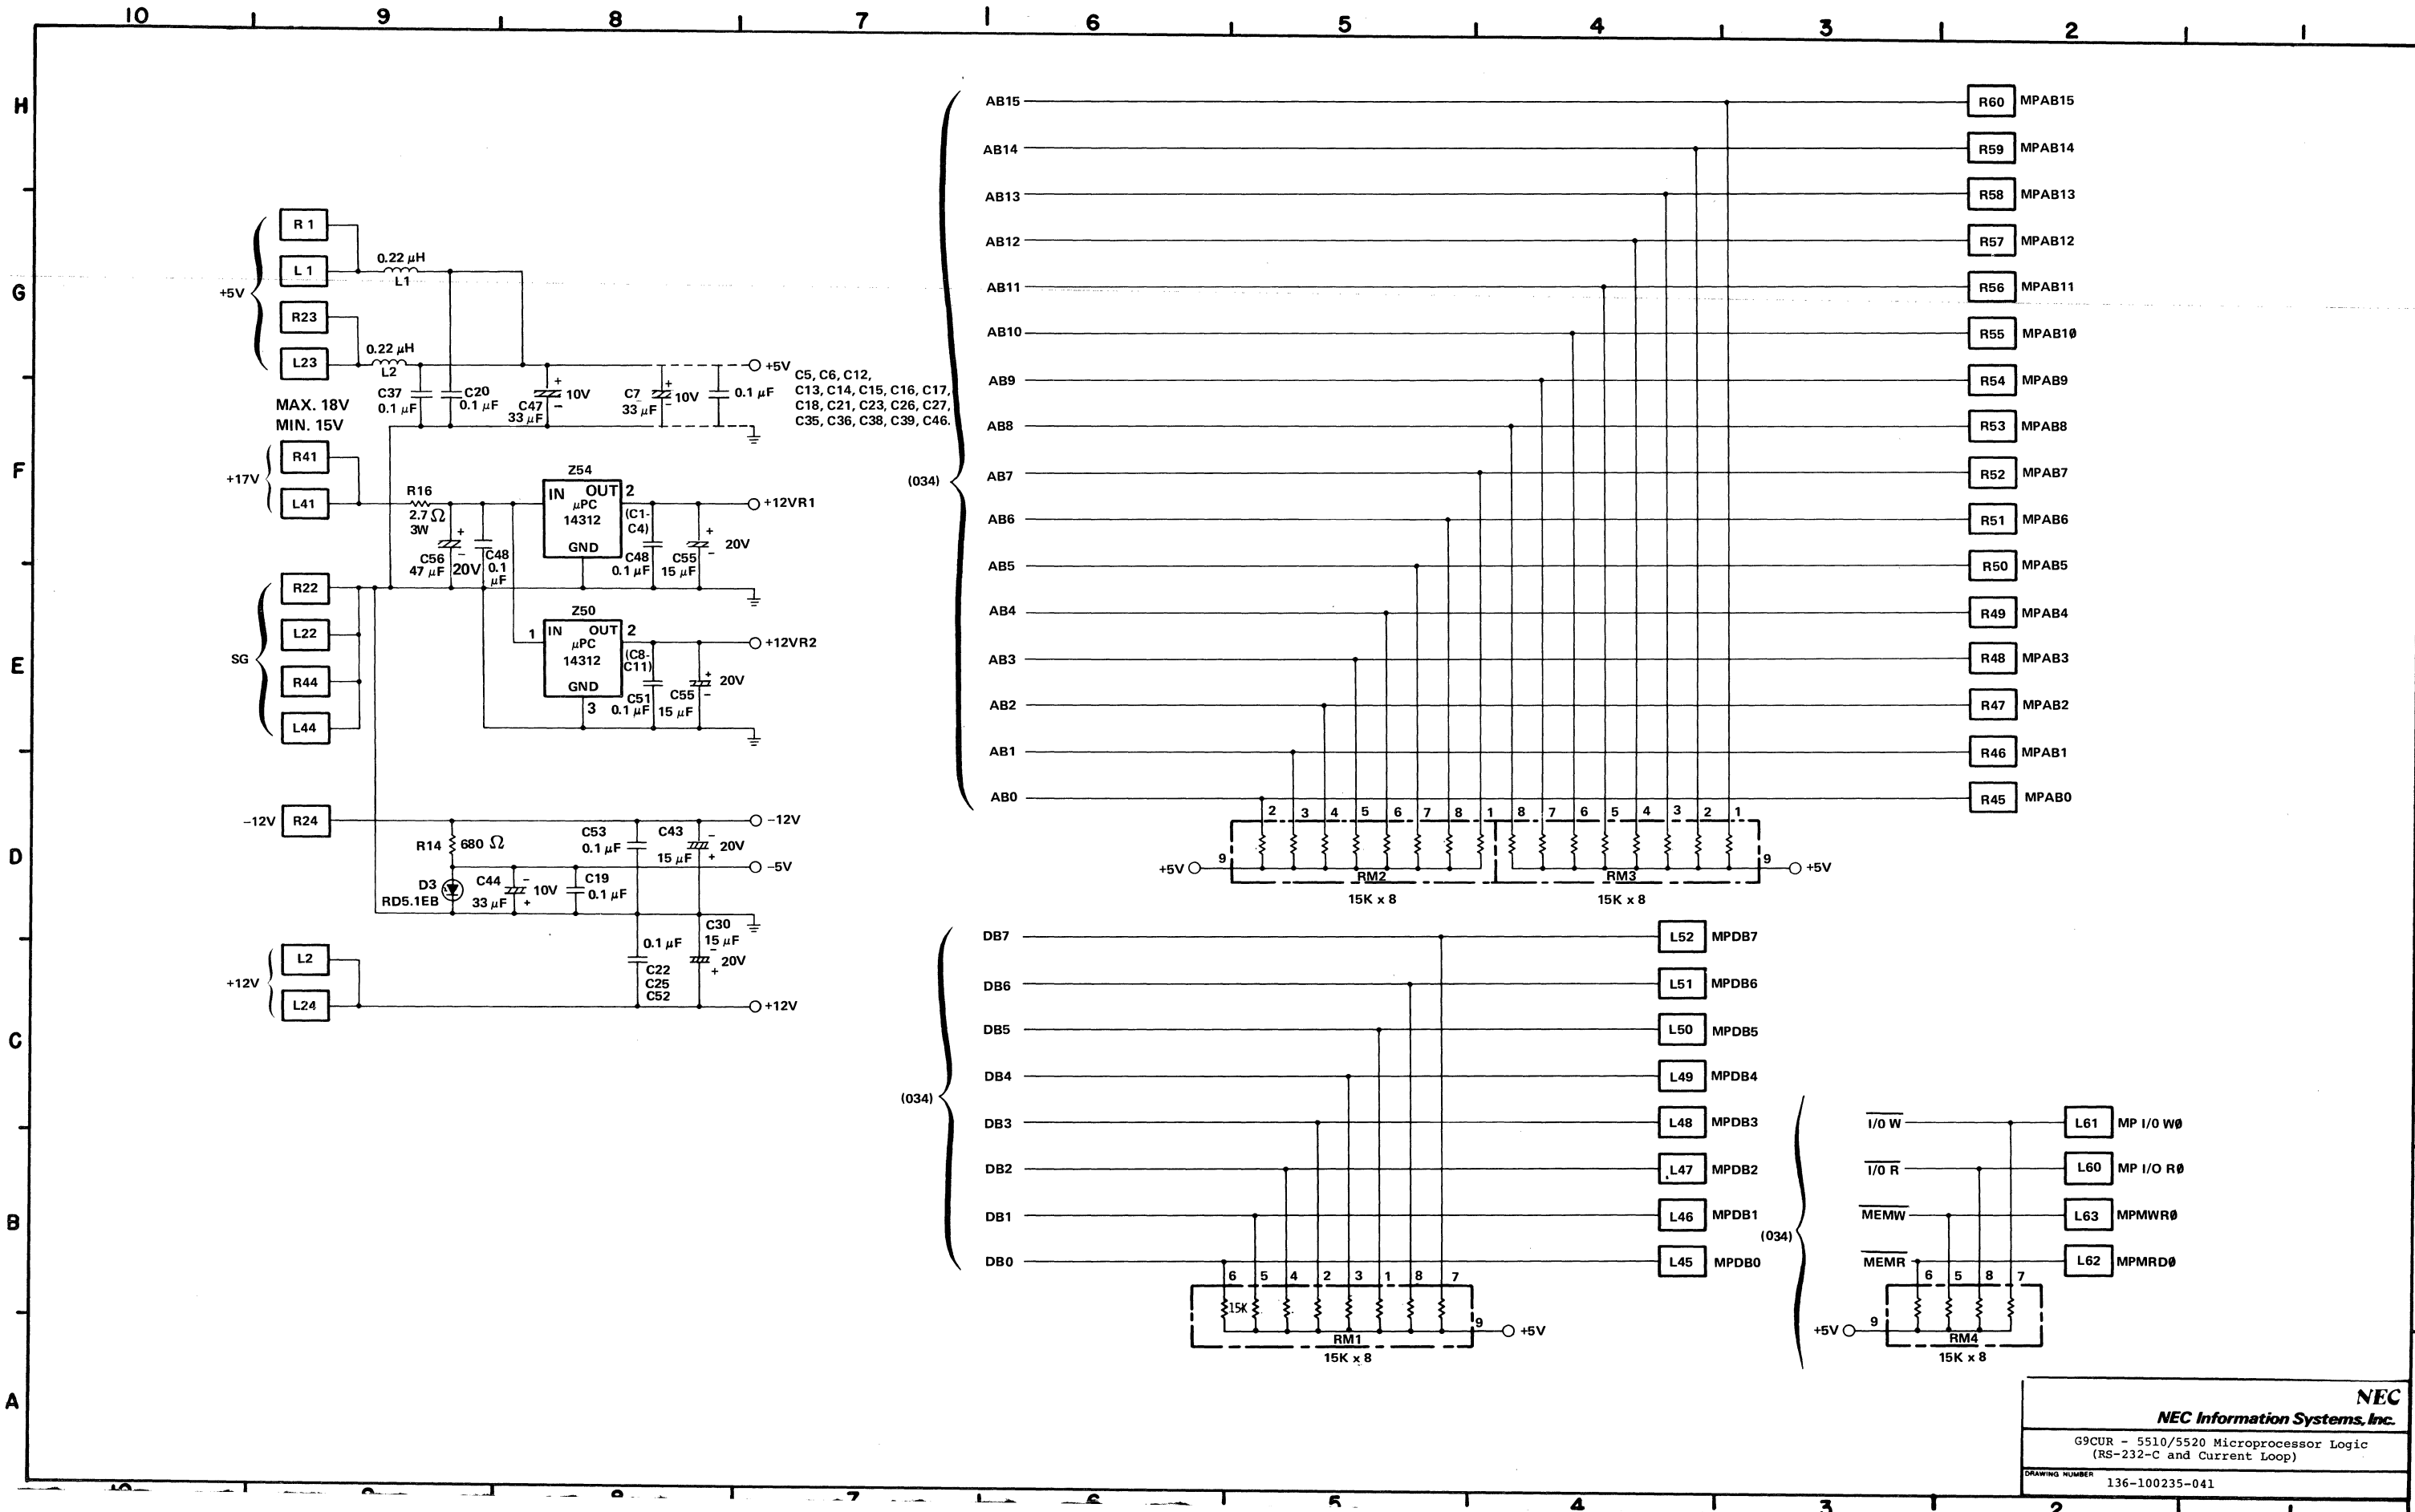 10 9 8 7 6 5 4 3 2
H
G
F
E
D
C
B
A
+5V
R 1
L 1
R23
L23
0.22 µH
L1
0.22 µH
L2
C37
0.1 µF
C20
0.1 µF
C47
33 µF
+
10V
−
C7
33 µF
+
10V
−
0.1 µF
+5V
C5, C6, C12,
C13, C14, C15, C16, C17,
C18, C21, C23, C26, C27,
C35, C36, C38, C39, C46.
MAX. 18V
MIN. 15V
+17V
R41
L41
R16
2.7 Ω
3W
C56
47 µF
+
−
20V
C48
0.1
µF
Z54
IN OUT 2
µPC
14312
GND
(C1-
C4)
C48
0.1 µF
C55
15 µF
+
−
20V
+12VR1
SG
R22
L22
R44
L44
Z50
1
IN OUT 2
µPC
14312
GND
3
(C8-
C11)
C51
0.1 µF
C55
15 µF
+
−
20V
+12VR2
−12V
R24
R14
680 Ω
D3
RD5.1EB
C44
33 µF
−
10V
+
C19
0.1 µF
C53
0.1 µF
C43
15 µF
−
20V
+
−12V
−5V
+12V
L2
L24
0.1 µF
C22
C25
C52
C30
15 µF
−
20V
+
+12V
(034)
AB15 R60 MPAB15
AB14 R59 MPAB14
AB13 R58 MPAB13
AB12 R57 MPAB12
AB11 R56 MPAB11
AB10 R55 MPAB1Ø
AB9 R54 MPAB9
AB8 R53 MPAB8
AB7 R52 MPAB7
AB6 R51 MPAB6
AB5 R50 MPAB5
AB4 R49 MPAB4
AB3 R48 MPAB3
AB2 R47 MPAB2
AB1 R46 MPAB1
AB0 R45 MPAB0
2 3 4 5 6 7 8 1 8 7 6 5 4 3 2 1
+5V 9 RM2 RM3 9 +5V
15K x 8 15K x 8
(034)
DB7 L52 MPDB7
DB6 L51 MPDB6
DB5 L50 MPDB5
DB4 L49 MPDB4
DB3 L48 MPDB3
DB2 L47 MPDB2
DB1 L46 MPDB1
DB0 L45 MPDB0
6 5 4 2 3 1 8 7
15K
RM1 9 +5V
15K x 8
(034)
I/O W L61 MP I/O WØ
I/O R L60 MP I/O RØ
MEMW L63 MPMWRØ
MEMR L62 MPMRDØ
6 5 8 7
+5V 9 RM4
15K x 8
NEC
NEC Information Systems, Inc.
G9CUR - 5510/5520 Microprocessor Logic
(RS-232-C and Current Loop)
DRAWING NUMBER
136-100235-041
7 6 5 4 3 2